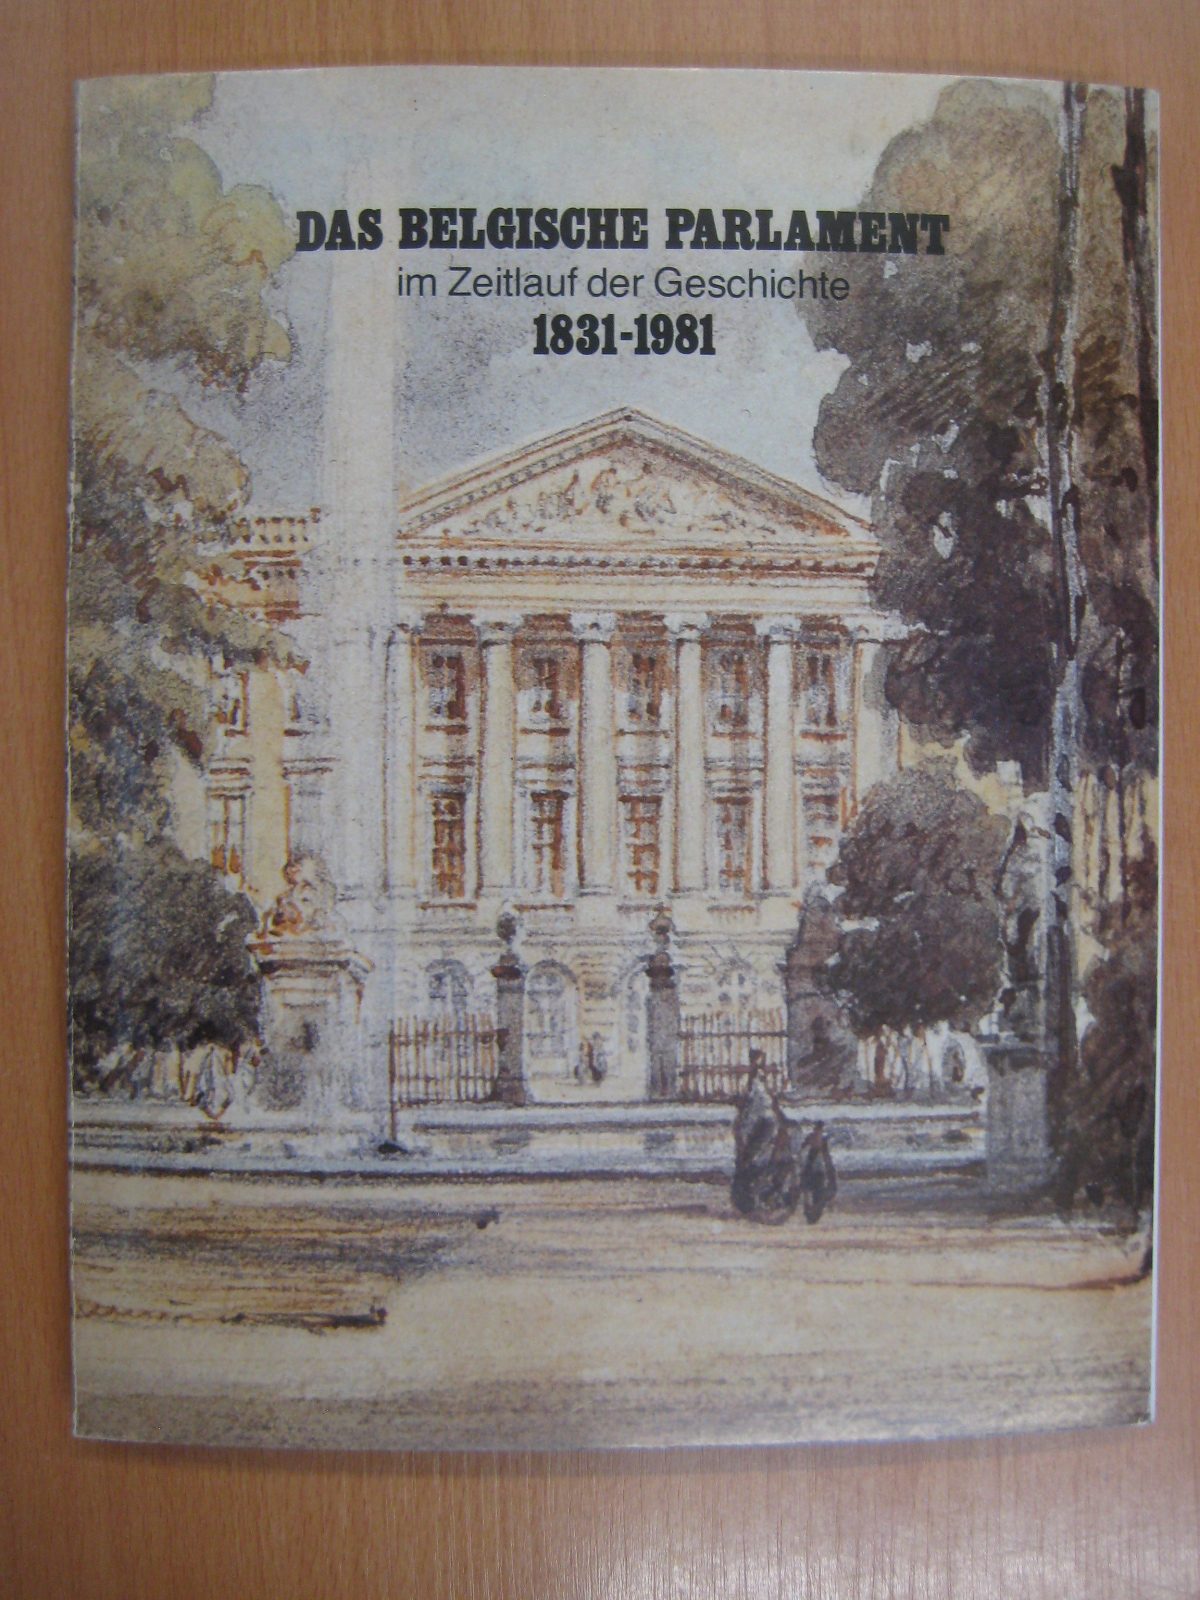 DAS BELGISCHE PARLAMENT
im Zeitlauf der Geschichte
1831-1981